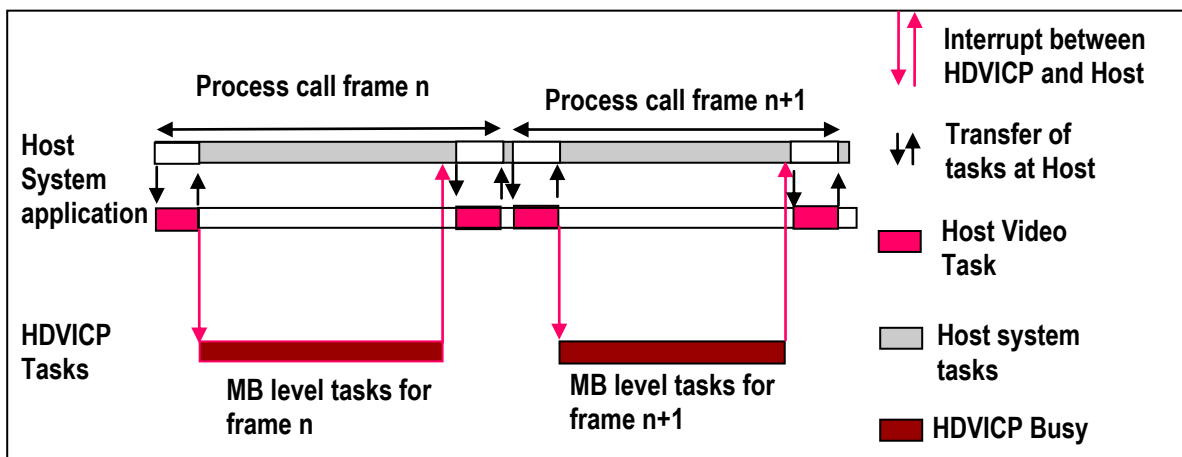 Process call frame n
Process call frame n+1
Host
System
application
HDVICP
Tasks
MB level tasks for
frame n
MB level tasks for
frame n+1
Interrupt between
HDVICP and Host
Transfer of
tasks at Host
Host Video
Task
Host system
tasks
HDVICP Busy